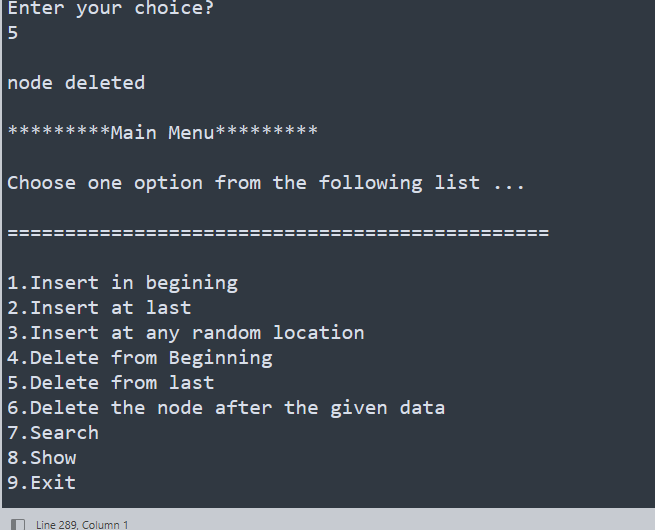 Enter your choice?
5
node deleted
*********Main Menu*********
Choose one option from the following list ...
===============================================
1.Insert in begining
2.Insert at last
3.Insert at any random location
4.Delete from Beginning
5.Delete from last
6.Delete the node after the given data
7.Search
8.Show
9.Exit
Line 289, Column 1